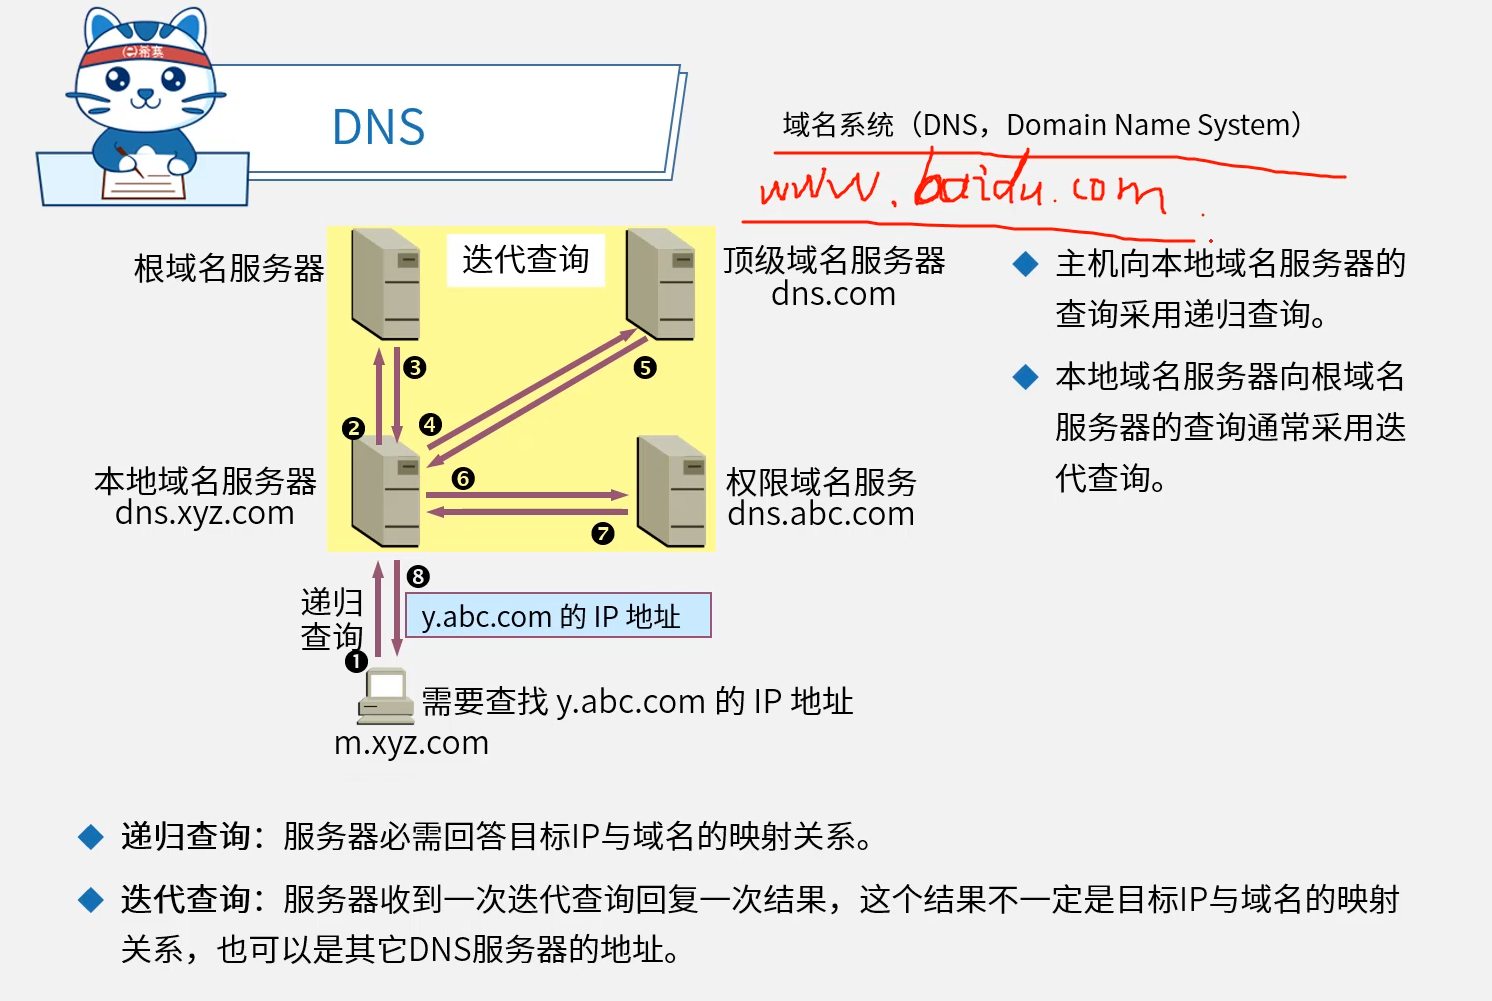 希赛
DNS
域名系统（DNS，Domain Name System）
www.baidu.com
根域名服务器
迭代查询
顶级域名服务器
dns.com
❸
❺
❷
❹
本地域名服务器
dns.xyz.com
❻
权限域名服务
dns.abc.com
❼
递归
查询
❽
y.abc.com 的 IP 地址
❶
需要查找 y.abc.com 的 IP 地址
m.xyz.com
主机向本地域名服务器的
查询采用递归查询。
本地域名服务器向根域名
服务器的查询通常采用迭
代查询。
递归查询：服务器必需回答目标IP与域名的映射关系。
迭代查询：服务器收到一次迭代查询回复一次结果，这个结果不一定是目标IP与域名的映射
关系，也可以是其它DNS服务器的地址。